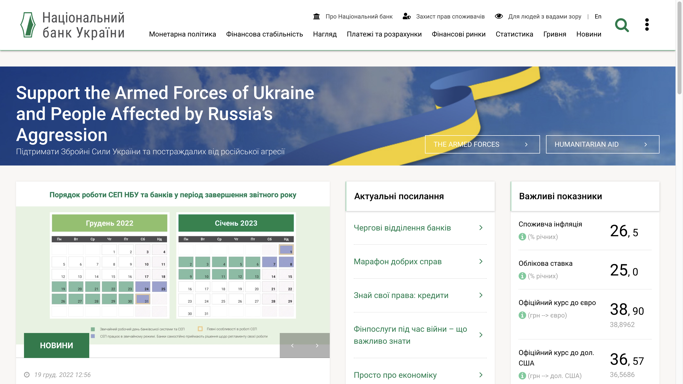 Національний
банк України
Про Національний банк
Захист прав споживачів
Людям з вадами зору | En
Монетарна політика Фінансова стабільність Нагляд Платежі та розрахунки Фінансові ринки Статистика Гривня Новини
Support the Armed Forces of Ukraine
and People Affected by Russia's
Aggression
Підтримати Збройні Сили України та постраждалих від російської агресії
THE ARMED FORCES
HUMANITARIAN AID
Порядок роботи СЕП НБУ та банків у період завершення звітного року
Грудень 2022
Січень 2023
НОВИНИ
19 груд. 2022 12:56
Актуальні посилання
Чергові відділення банків
Марафон добрих справ
Знай свої права: кредити
Фінпослуги під час війни – що
важливо знати
Просто про економіку
Важливі показники
Споживча інфляція
(% річних)
26, 5
Облікова ставка
(% річних)
25, 0
Офіційний курс до євро
(грн –> євро)
38, 90
38,8962
Офіційний курс до дол.
США
(грн –> дол. США)
36, 57
36,5686